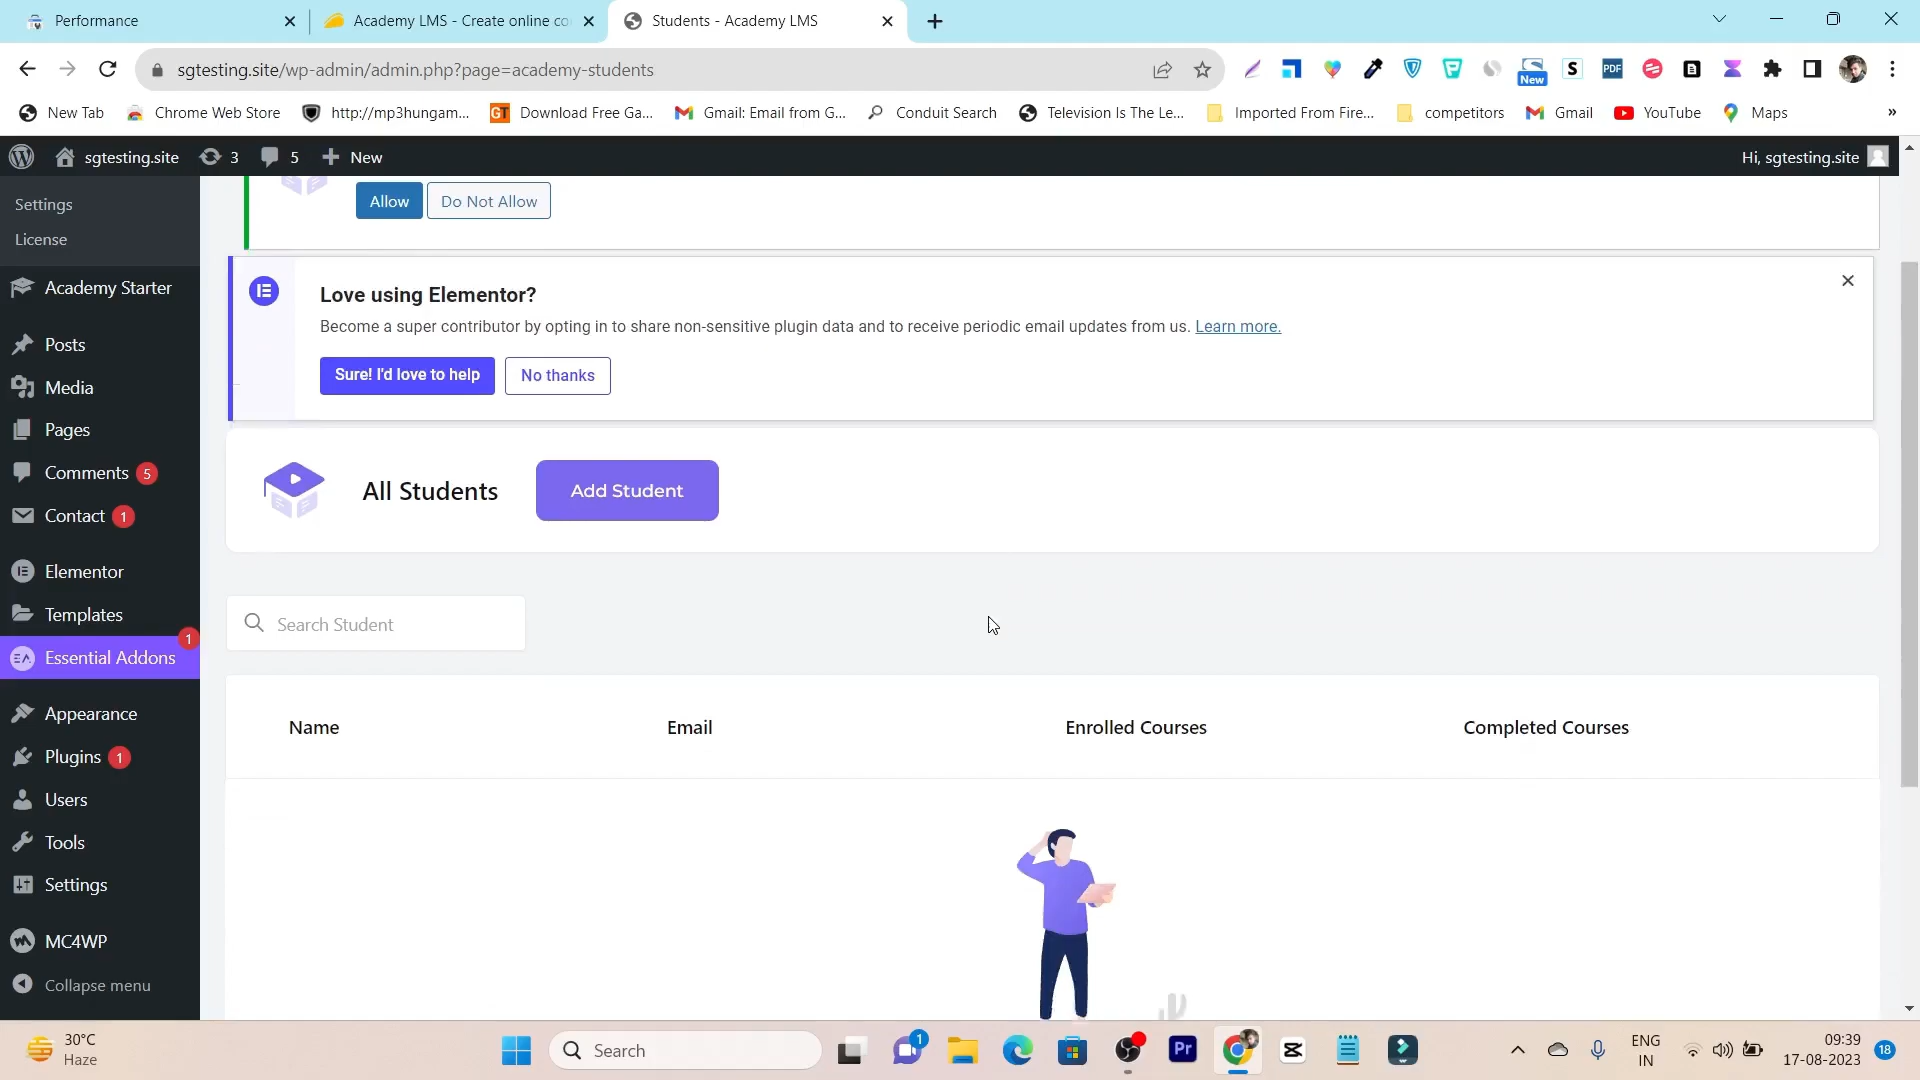 Performance
Academy LMS - Create online co
Students - Academy LMS
sgtesting.site/wp-admin/admin.php?page=academy-students
New
S
PDF
New Tab
Chrome Web Store
http://mp3hungam...
GT
Download Free Ga...
Gmail: Email from G...
Conduit Search
Television Is The Le...
Imported From Fire...
competitors
Gmail
YouTube
Maps
»
sgtesting.site
3
5
New
Hi, sgtesting.site
Settings
License
Academy Starter
Posts
Media
Pages
Comments 5
Contact 1
Elementor
Templates
Essential Addons 1
Appearance
Plugins 1
Users
Tools
Settings
MC4WP
Collapse menu
Allow
Do Not Allow
Love using Elementor?
Become a super contributor by opting in to share non-sensitive plugin data and to receive periodic email updates from us. Learn more.
Sure! I'd love to help
No thanks
All Students
Add Student
Search Student
Name
Email
Enrolled Courses
Completed Courses
30°C
Haze
Search
1
Pr
ENG
IN
09:39
17-08-2023
18